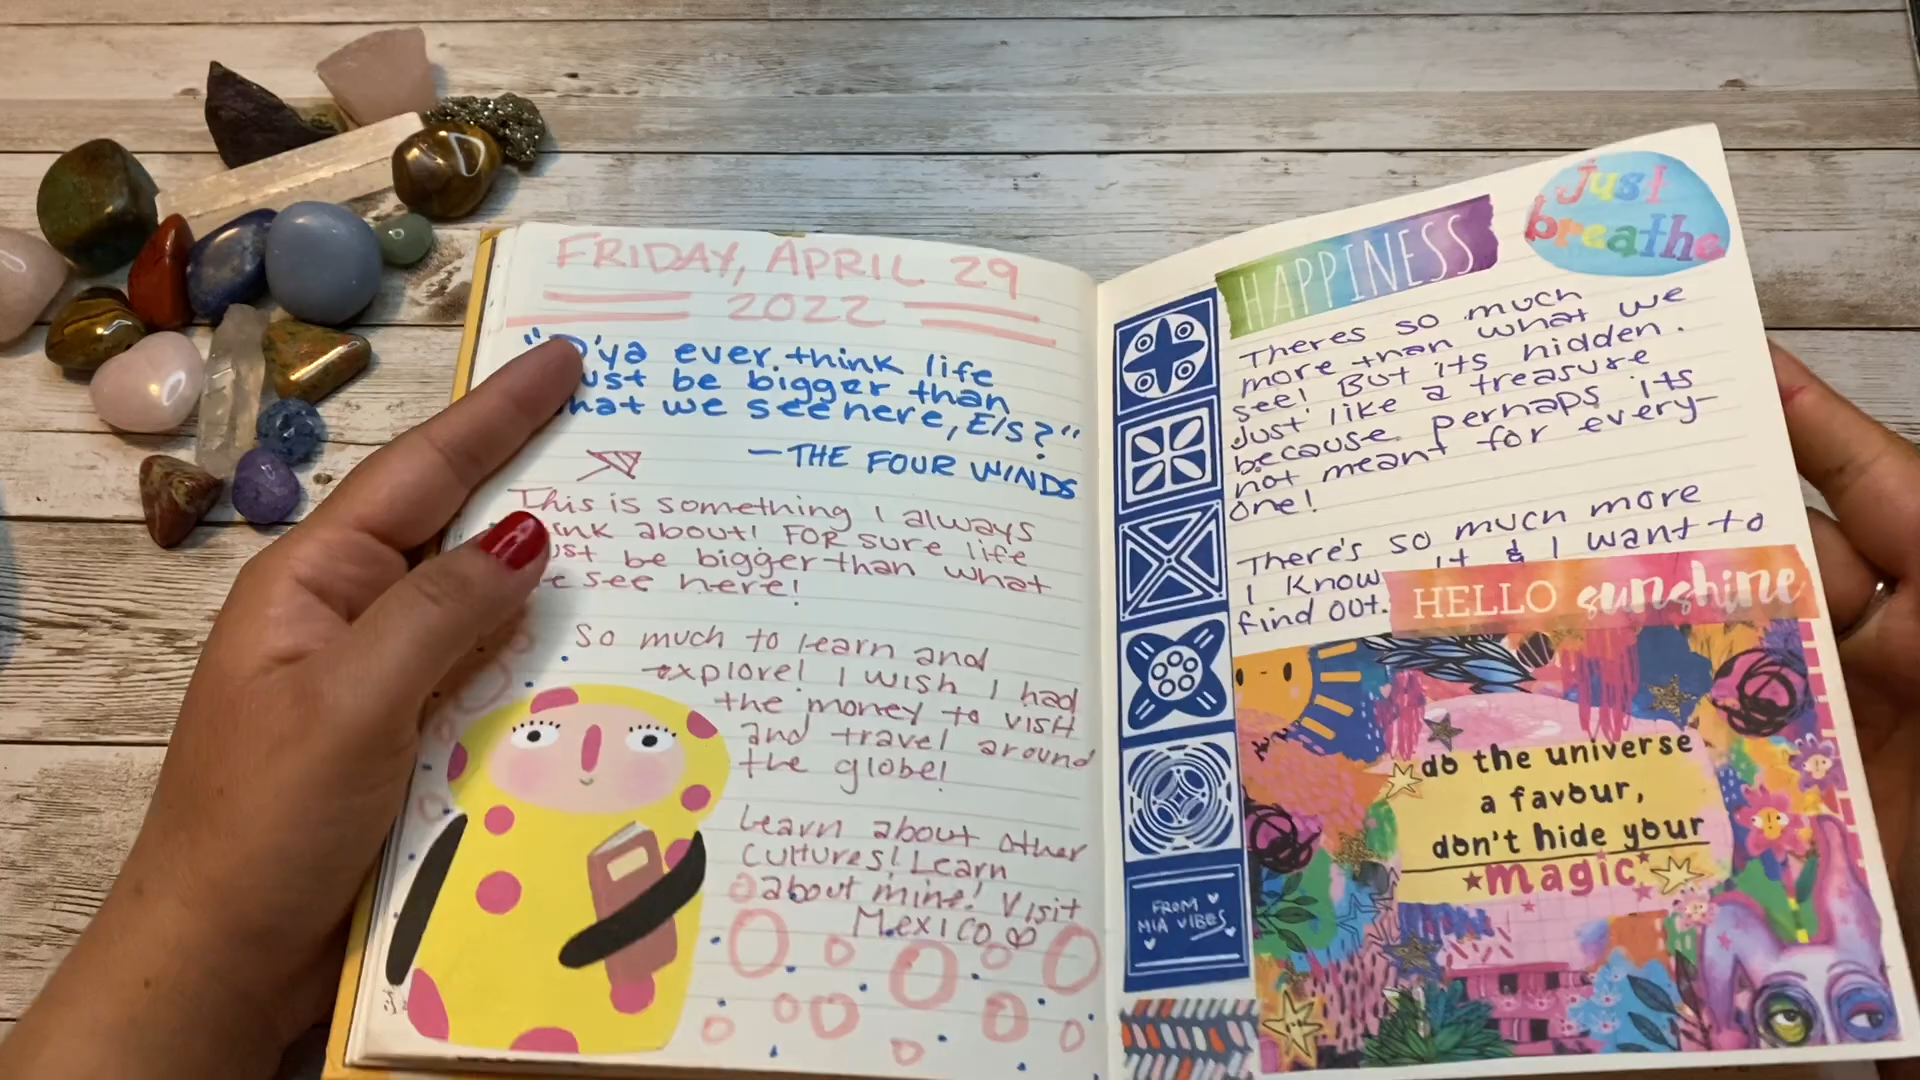 FRIDAY, APRIL 29
2022
"D'ya ever think life
ust be bigger than
hat we see here, Els?"
—THE FOUR WINDS
This is something I always
ink about! FOR sure life
ust be bigger than what
e see here!
So much to learn and
explore! I wish I had
the money to visit
and travel around
the globe!
Learn about other
cultures! Learn
about mine! Visit
Mexico
HAPPINESS
just
breathe
Theres so much
more than what we
see! But its hidden.
Just like a treasure
because perhaps its
not meant for every-
one!
There's so much more
I know it & I want to
find out.
HELLO sunshine
do the universe
a favour,
don't hide your
magic
FROM
MIA VIBES